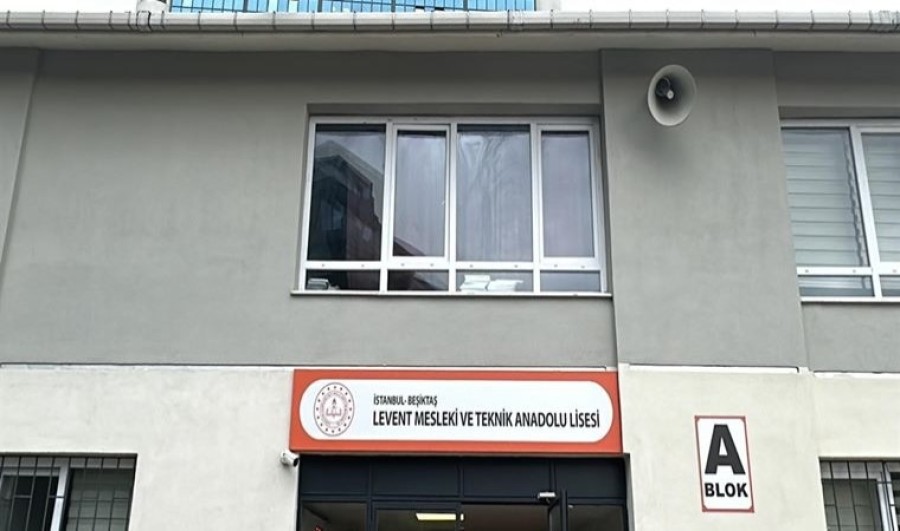 İSTANBUL- BEŞİKTAŞ
LEVENT MESLEKİ VE TEKNİK ANADOLU LİSESİ
A
BLOK